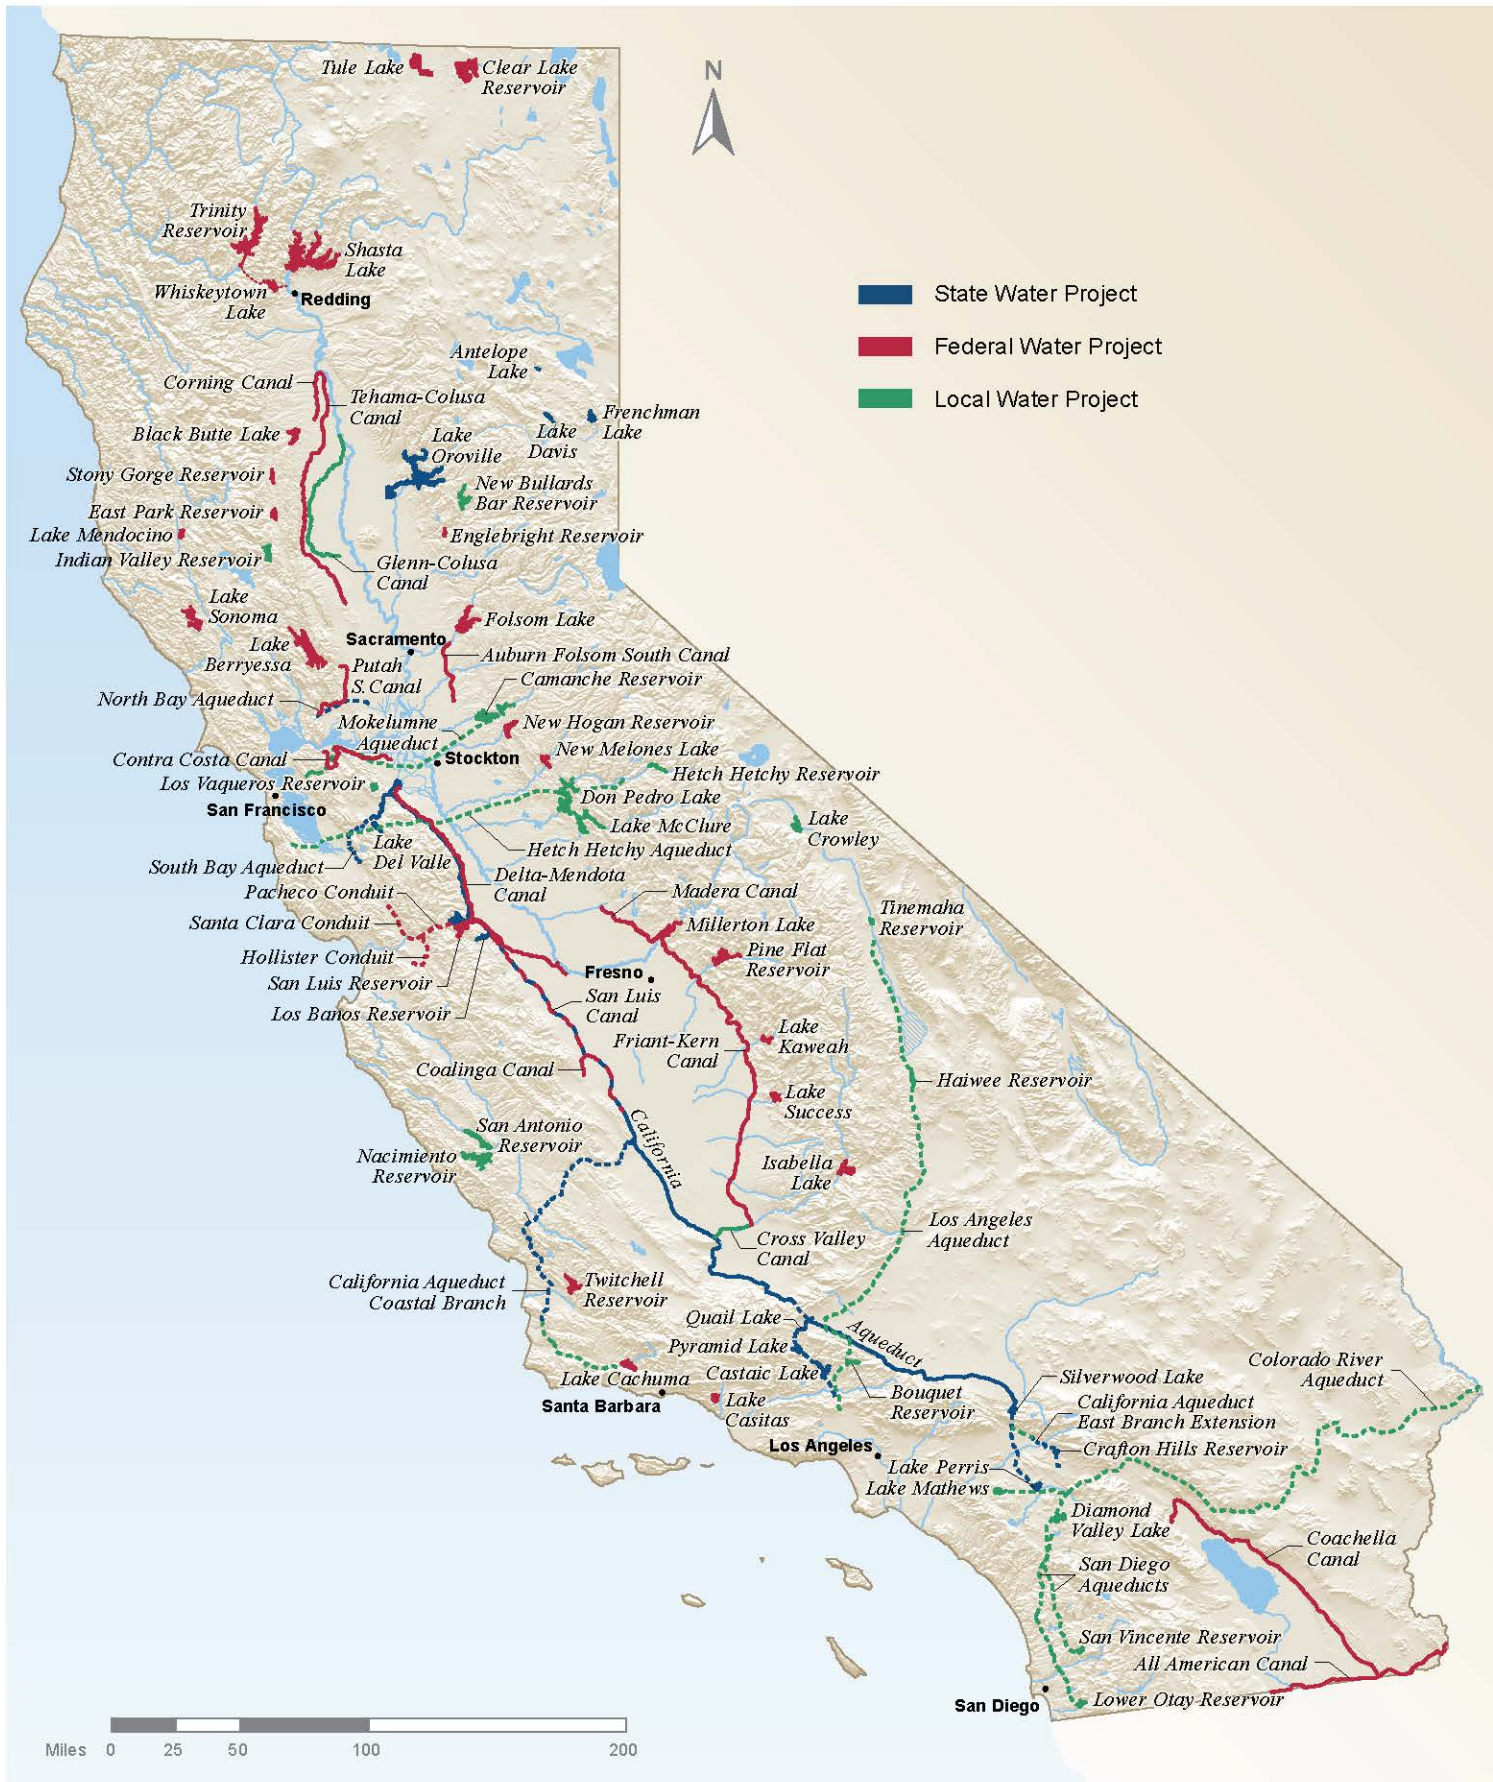 Tule Lake
Clear Lake
Reservoir
N
Trinity
Reservoir
Shasta
Lake
Whiskeytown
Lake
Redding
State Water Project
Federal Water Project
Local Water Project
Antelope
Lake
Corning Canal
Tehama-Colusa
Canal
Frenchman
Lake
Lake
Davis
Black Butte Lake
Lake
Oroville
Stony Gorge Reservoir
New Bullards
Bar Reservoir
East Park Reservoir
Lake Mendocino
Englebright Reservoir
Indian Valley Reservoir
Glenn-Colusa
Canal
Lake
Sonoma
Folsom Lake
Lake
Berryessa
Sacramento
Auburn Folsom South Canal
Putah
S.Canal
Camanche Reservoir
North Bay Aqueduct
Mokelumne
Aqueduct
New Hogan Reservoir
Contra Costa Canal
Stockton
New Melones Lake
Los Vaqueros Reservoir
Hetch Hetchy Reservoir
San Francisco
Don Pedro Lake
Lake McClure
Lake
Crowley
Lake
Del Valle
Hetch Hetchy Aqueduct
South Bay Aqueduct
Delta-Mendota
Canal
Pacheco Conduit
Madera Canal
Santa Clara Conduit
Millerton Lake
Tinemaha
Reservoir
Hollister Conduit
Pine Flat
Reservoir
San Luis Reservoir
Fresno
Los Banos Reservoir
San Luis
Canal
Friant-Kern
Canal
Lake
Kaweah
Coalinga Canal
Haiwee Reservoir
Lake
Success
California
San Antonio
Reservoir
Nacimiento
Reservoir
Isabella
Lake
Los Angeles
Aqueduct
Cross Valley
Canal
California Aqueduct
Coastal Branch
Twitchell
Reservoir
Quail Lake
Aqueduct
Pyramid Lake
Castaic Lake
Lake Cachuma
Santa Barbara
Lake
Casitas
Bouquet
Reservoir
Silverwood Lake
Colorado River
Aqueduct
California Aqueduct
East Branch Extension
Crafton Hills Reservoir
Los Angeles
Lake Perris
Lake Mathews
Diamond
Valley Lake
Coachella
Canal
San Diego
Aqueducts
San Vincente Reservoir
All American Canal
Lower Otay Reservoir
San Diego
Miles 0 25 50 100 200